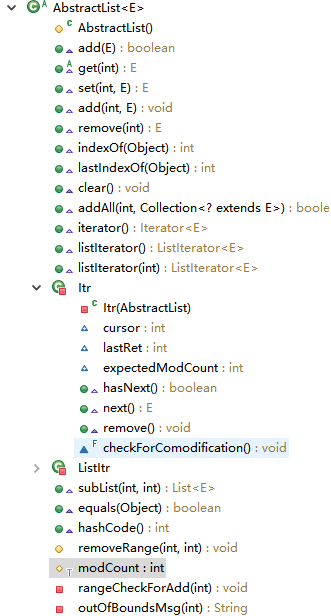 AbstractList<E>
AbstractList()
add(E) : boolean
get(int) : E
set(int, E) : E
add(int, E) : void
remove(int) : E
indexOf(Object) : int
lastIndexOf(Object) : int
clear() : void
addAll(int, Collection<? extends E>) : boole
iterator() : Iterator<E>
listIterator() : ListIterator<E>
listIterator(int) : ListIterator<E>
Itr
Itr(AbstractList)
cursor : int
lastRet : int
expectedModCount : int
hasNext() : boolean
next() : E
remove() : void
checkForComodification() : void
ListItr
subList(int, int) : List<E>
equals(Object) : boolean
hashCode() : int
removeRange(int, int) : void
modCount : int
rangeCheckForAdd(int) : void
outOfBoundsMsg(int) : String